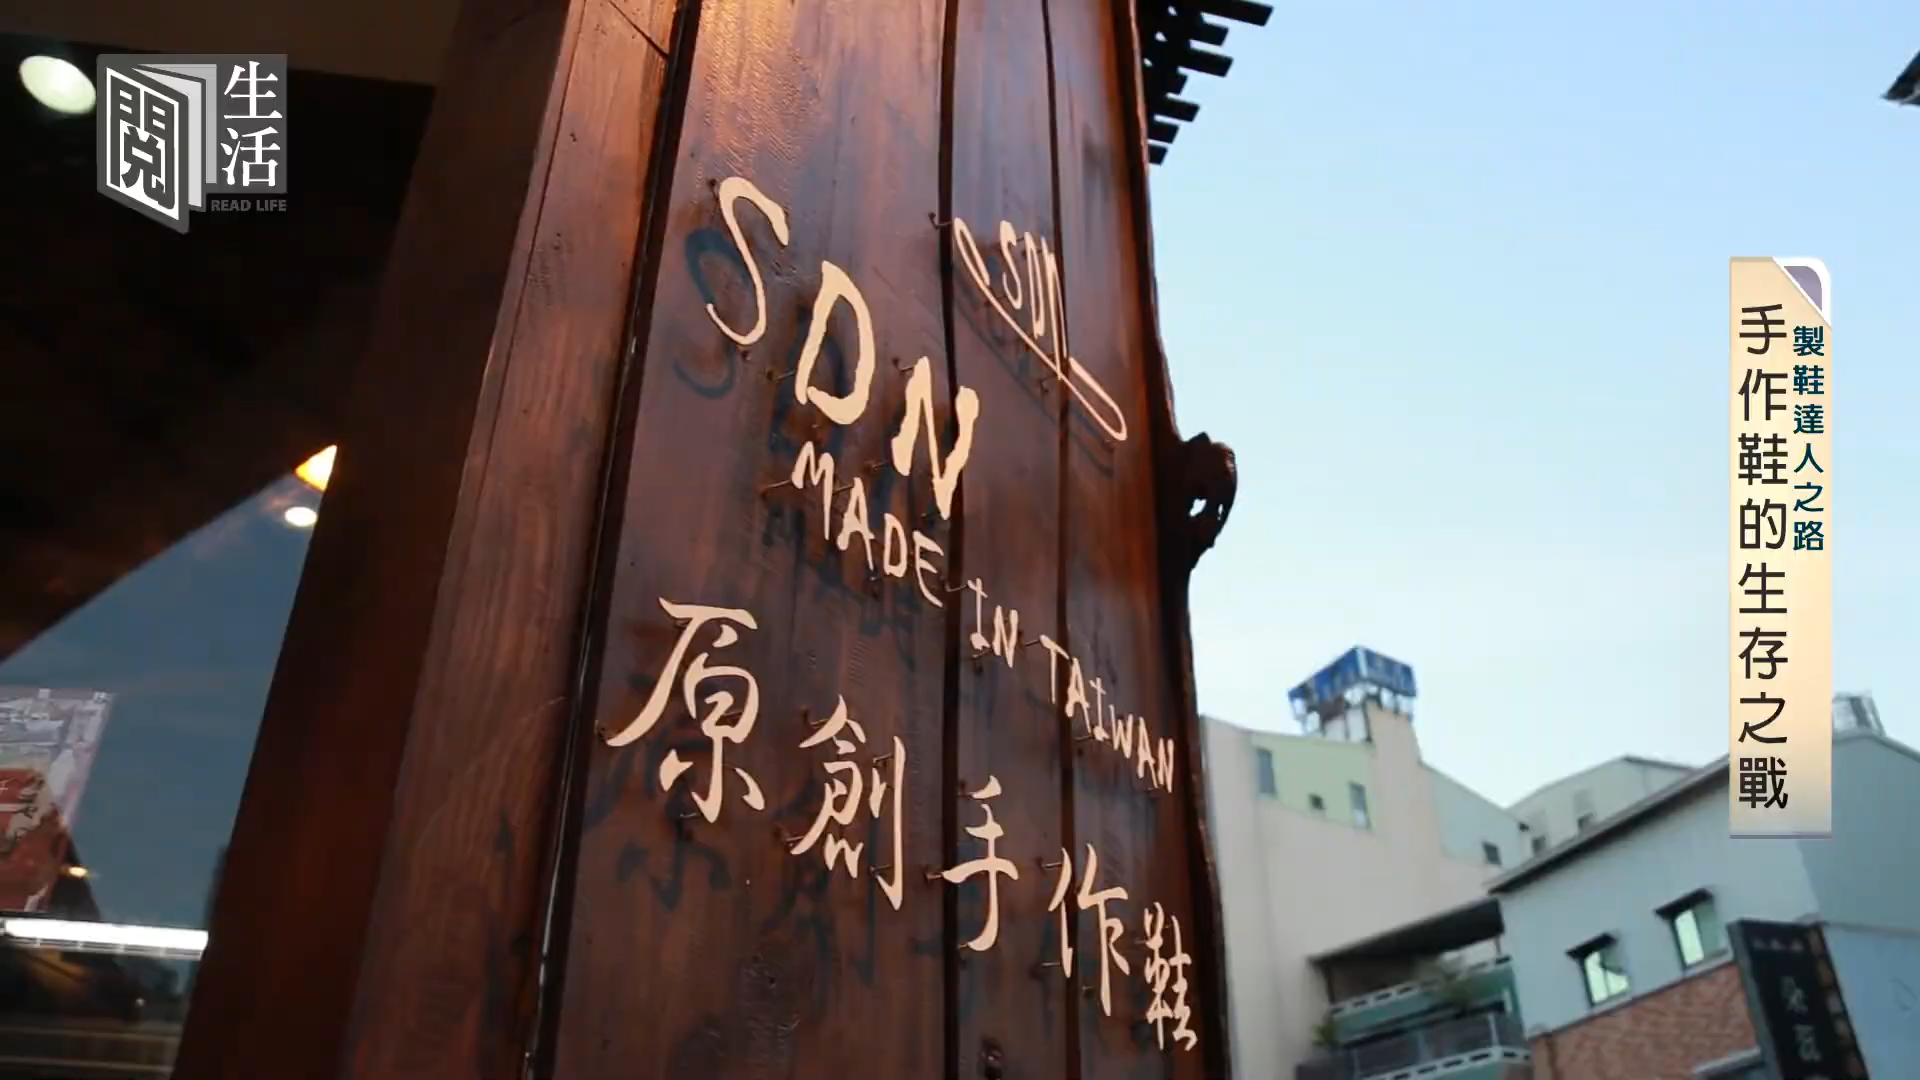 閱
生活
READ LIFE
SDN
SDN
MADE IN TAIWAN
原創手作鞋
製鞋達人之路
手作鞋的生存之戰